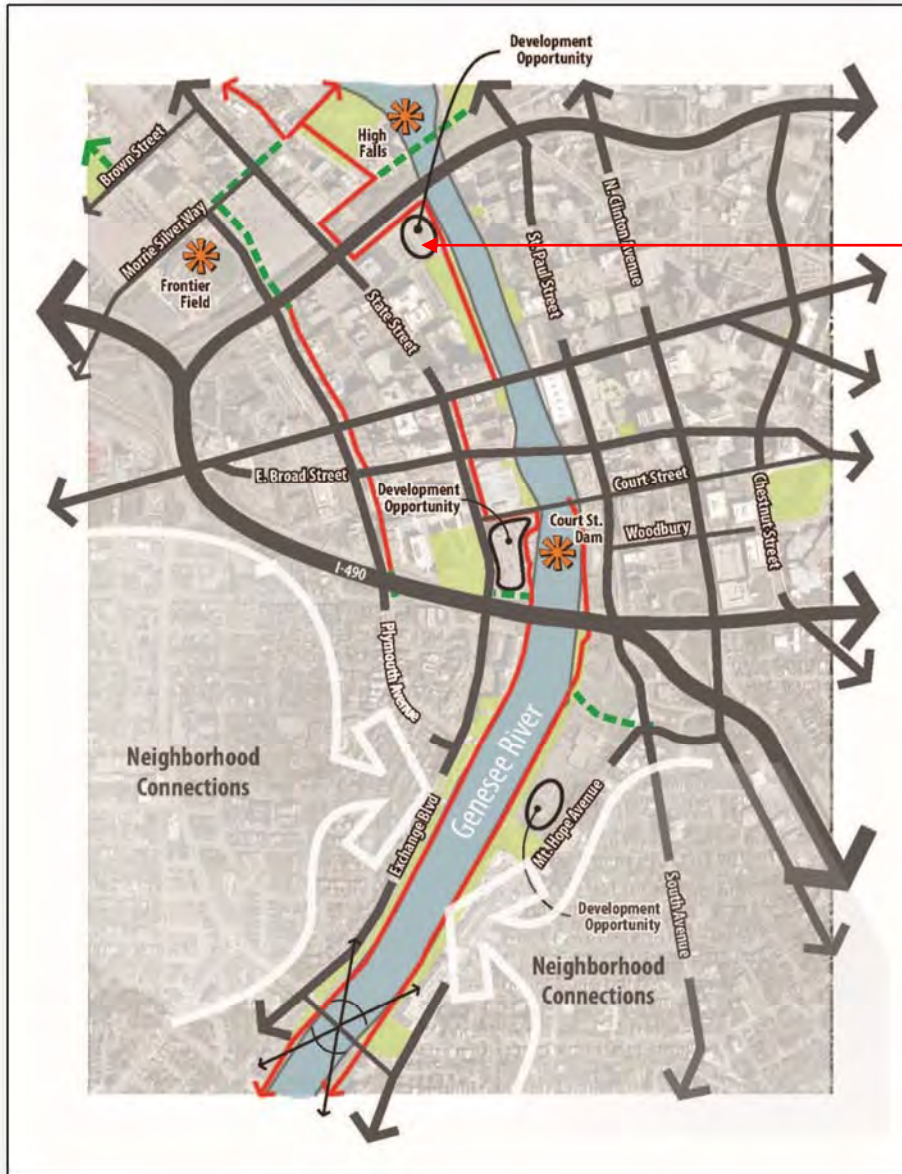 Development
Opportunity
High
Falls
Brown Street
Morrie Silver Way
Frontier
Field
State Street
St. Paul Street
N. Clinton Avenue
E. Broad Street
Development
Opportunity
Court St.
Dam
Court Street
Woodbury
Chestnut Street
I-490
Plymouth Avenue
Neighborhood
Connections
Genesee River
Exchange Blvd
Mt. Hope Avenue
South Avenue
Development
Opportunity
Neighborhood
Connections